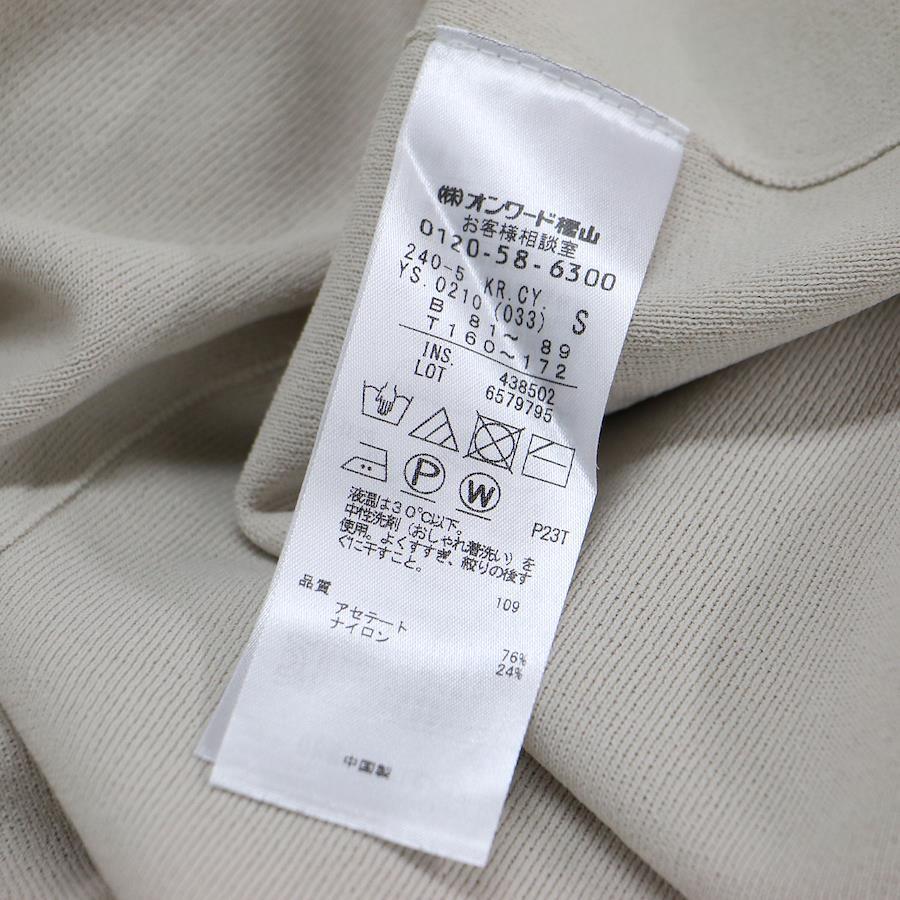 ㈱オンワード樫山
お客様相談室
0120-58-6300
240-5 KR.CY.
YS.0210 (033) S
B 81～ 89
T 160～172
INS. 438502
LOT 6579795
P W
P23T
液温は30℃以下。
中性洗剤(おしゃれ着洗い)を
使用。よくすすぎ、絞りの後す
ぐに干すこと。
品質 109
アセテート 76%
ナイロン 24%
中国製